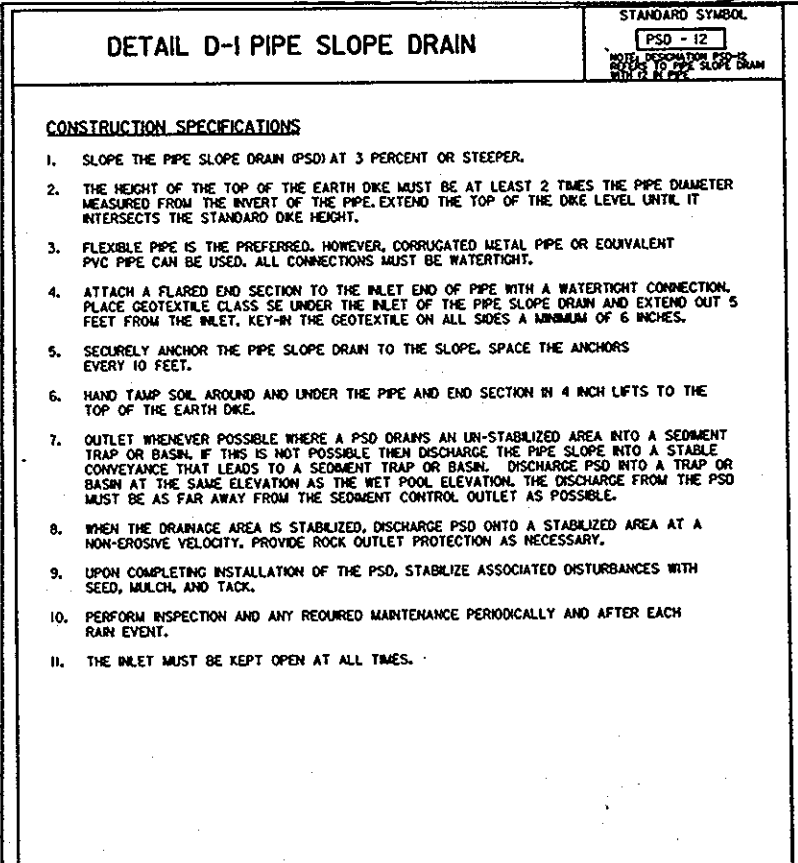 STANDARD SYMBOL
DETAIL D-1 PIPE SLOPE DRAIN
PSD - 12
NOTE: DESIGNATION PSD-12
REFERS TO PIPE SLOPE DRAIN
WITH 12 IN PIPE
CONSTRUCTION SPECIFICATIONS
1. SLOPE THE PIPE SLOPE DRAIN (PSD) AT 3 PERCENT OR STEEPER.
2. THE HEIGHT OF THE TOP OF THE EARTH DIKE MUST BE AT LEAST 2 TIMES THE PIPE DIAMETER
MEASURED FROM THE INVERT OF THE PIPE. EXTEND THE TOP OF THE DIKE LEVEL UNTIL IT
INTERSECTS THE STANDARD DIKE HEIGHT.
3. FLEXIBLE PIPE IS THE PREFERRED. HOWEVER, CORRUGATED METAL PIPE OR EQUIVALENT
PVC PIPE CAN BE USED. ALL CONNECTIONS MUST BE WATERTIGHT.
4. ATTACH A FLARED END SECTION TO THE INLET END OF PIPE WITH A WATERTIGHT CONNECTION.
PLACE GEOTEXTILE CLASS SE UNDER THE INLET OF THE PIPE SLOPE DRAIN AND EXTEND OUT 5
FEET FROM THE INLET. KEY-IN THE GEOTEXTILE ON ALL SIDES A MINIMUM OF 6 INCHES.
5. SECURELY ANCHOR THE PIPE SLOPE DRAIN TO THE SLOPE. SPACE THE ANCHORS
EVERY 10 FEET.
6. HAND TAMP SOIL AROUND AND UNDER THE PIPE AND END SECTION IN 4 INCH LIFTS TO THE
TOP OF THE EARTH DIKE.
7. OUTLET WHENEVER POSSIBLE WHERE A PSD DRAINS AN UN-STABILIZED AREA INTO A SEDIMENT
TRAP OR BASIN. IF THIS IS NOT POSSIBLE THEN DISCHARGE THE PIPE SLOPE INTO A STABLE
CONVEYANCE THAT LEADS TO A SEDIMENT TRAP OR BASIN. DISCHARGE PSD INTO A TRAP OR
BASIN AT THE SAME ELEVATION AS THE WET POOL ELEVATION. THE DISCHARGE FROM THE PSD
MUST BE AS FAR AWAY FROM THE SEDIMENT CONTROL OUTLET AS POSSIBLE.
8. WHEN THE DRAINAGE AREA IS STABILIZED, DISCHARGE PSD ONTO A STABILIZED AREA AT A
NON-EROSIVE VELOCITY. PROVIDE ROCK OUTLET PROTECTION AS NECESSARY.
9. UPON COMPLETING INSTALLATION OF THE PSD, STABILIZE ASSOCIATED DISTURBANCES WITH
SEED, MULCH, AND TACK.
10. PERFORM INSPECTION AND ANY REQUIRED MAINTENANCE PERIODICALLY AND AFTER EACH
RAIN EVENT.
11. THE INLET MUST BE KEPT OPEN AT ALL TIMES.